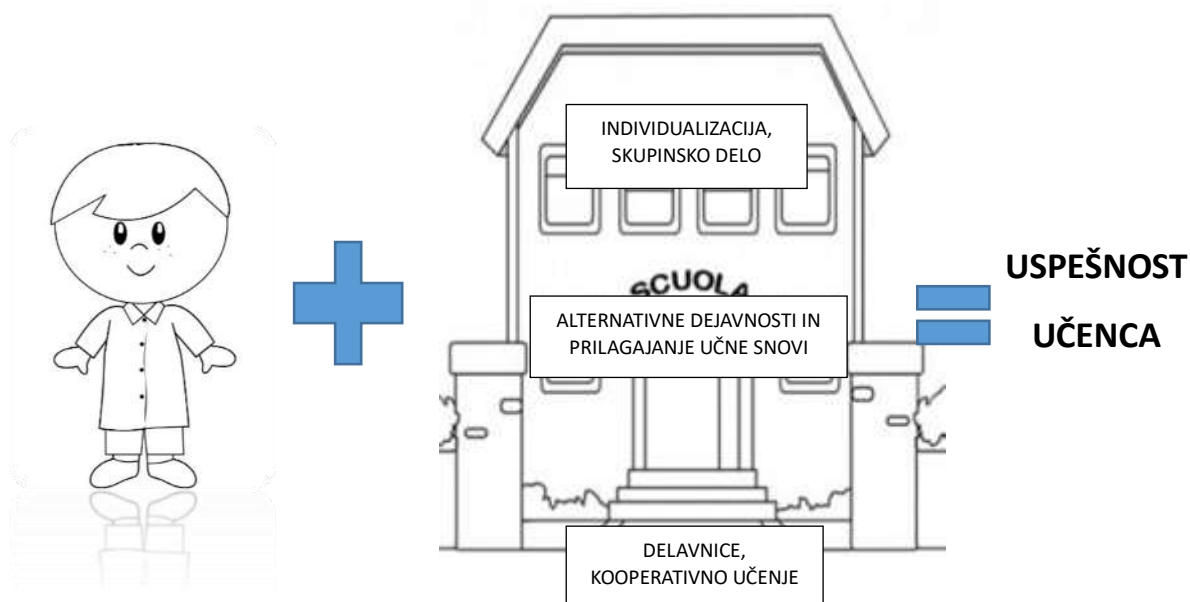 INDIVIDUALIZACIJA,
SKUPINSKO DELO
SCUOLA
ALTERNATIVNE DEJAVNOSTI IN
PRILAGAJANJE UČNE SNOVI
DELAVNICE,
KOOPERATIVNO UČENJE
USPEŠNOST
UČENCA